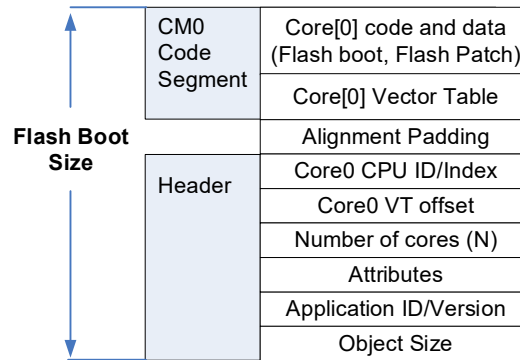 Flash Boot
Size
CM0
Code
Segment
Header
Core[0] code and data
(Flash boot, Flash Patch)
Core[0] Vector Table
Alignment Padding
Core0 CPU ID/Index
Core0 VT offset
Number of cores (N)
Attributes
Application ID/Version
Object Size